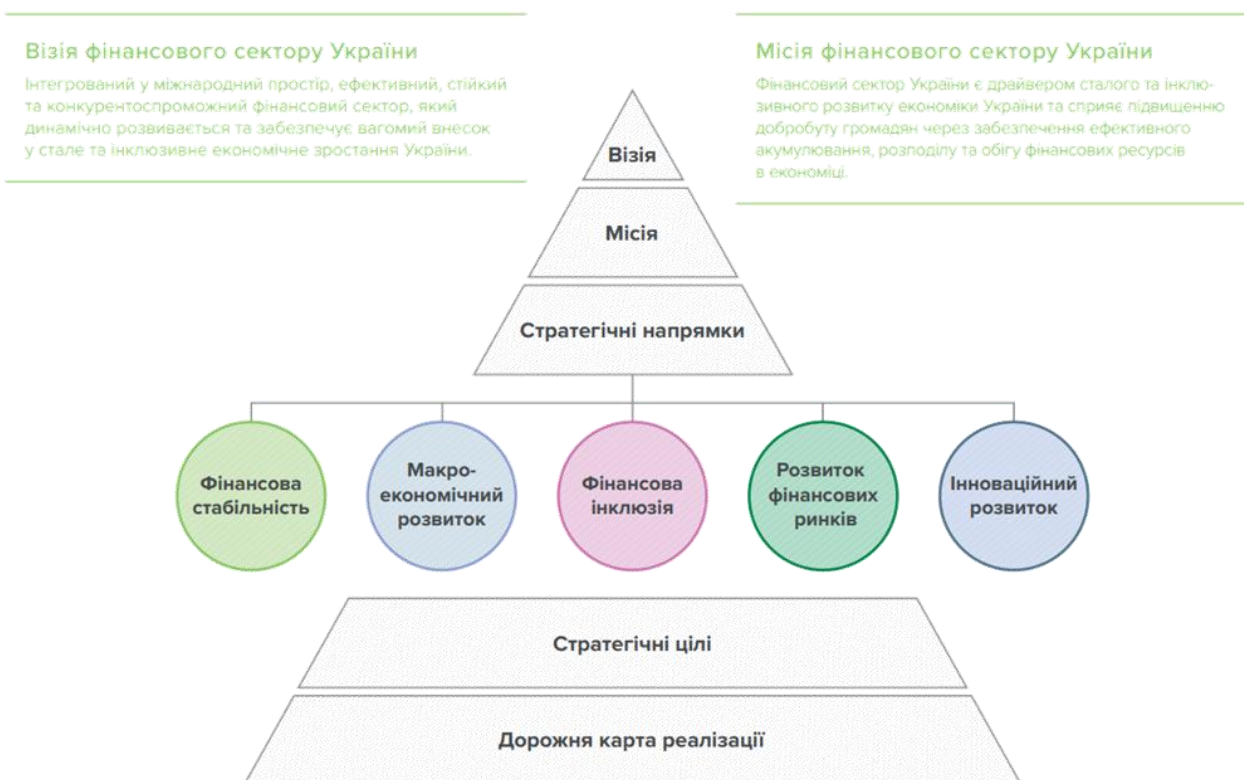 Візія фінансового сектору України
Інтегрований у міжнародний простір, ефективний, стійкий
та конкурентоспроможний фінансовий сектор, який
динамічно розвивається та забезпечує вагомий внесок
у стале та інклюзивне економічне зростання України.
Місія фінансового сектору України
Фінансовий сектор України є драйвером сталого та інклю-
зивного розвитку економіки України та сприяє підвищенню
добробуту громадян через забезпечення ефективного
акумулювання, розподілу та обігу фінансових ресурсів
в економіці.
Візія
Місія
Стратегічні напрямки
Фінансова
стабільність
Макро-
економічний
розвиток
Фінансова
інклюзія
Розвиток
фінансових
ринків
Інноваційний
розвиток
Стратегічні цілі
Дорожня карта реалізації